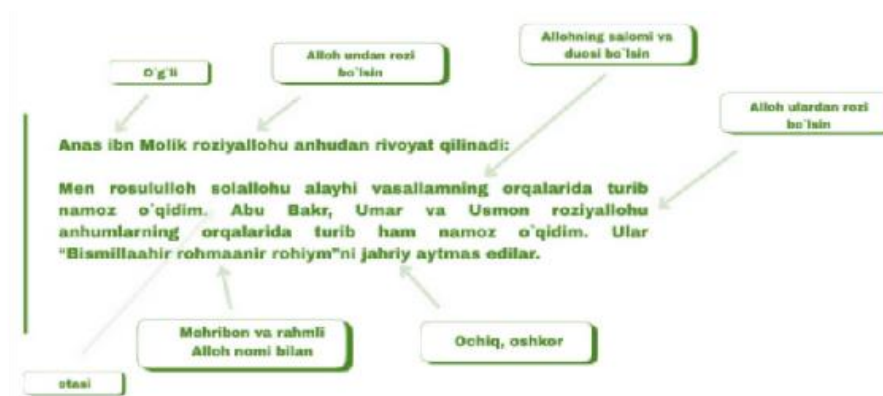 Allohning salomi va
duosi bo`lsin
Alloh undan rozi
bo`lsin
O`g`li
Alloh ulardan rozi
bo`lsin
Anas ibn Molik roziyallohu anhudan rivoyat qilinadi:
Men rosululloh solallohu alayhi vasallamning orqalarida turib
namoz o`qidim. Abu Bakr, Umar va Usmon roziyallohu
anhumlarning orqalarida turib ham namoz o`qidim. Ular
“Bismillaahir rohmaanir rohiym”ni jahriy aytmas edilar.
Mehribon va rahmli
Alloh nomi bilan
Ochiq, oshkor
otasi